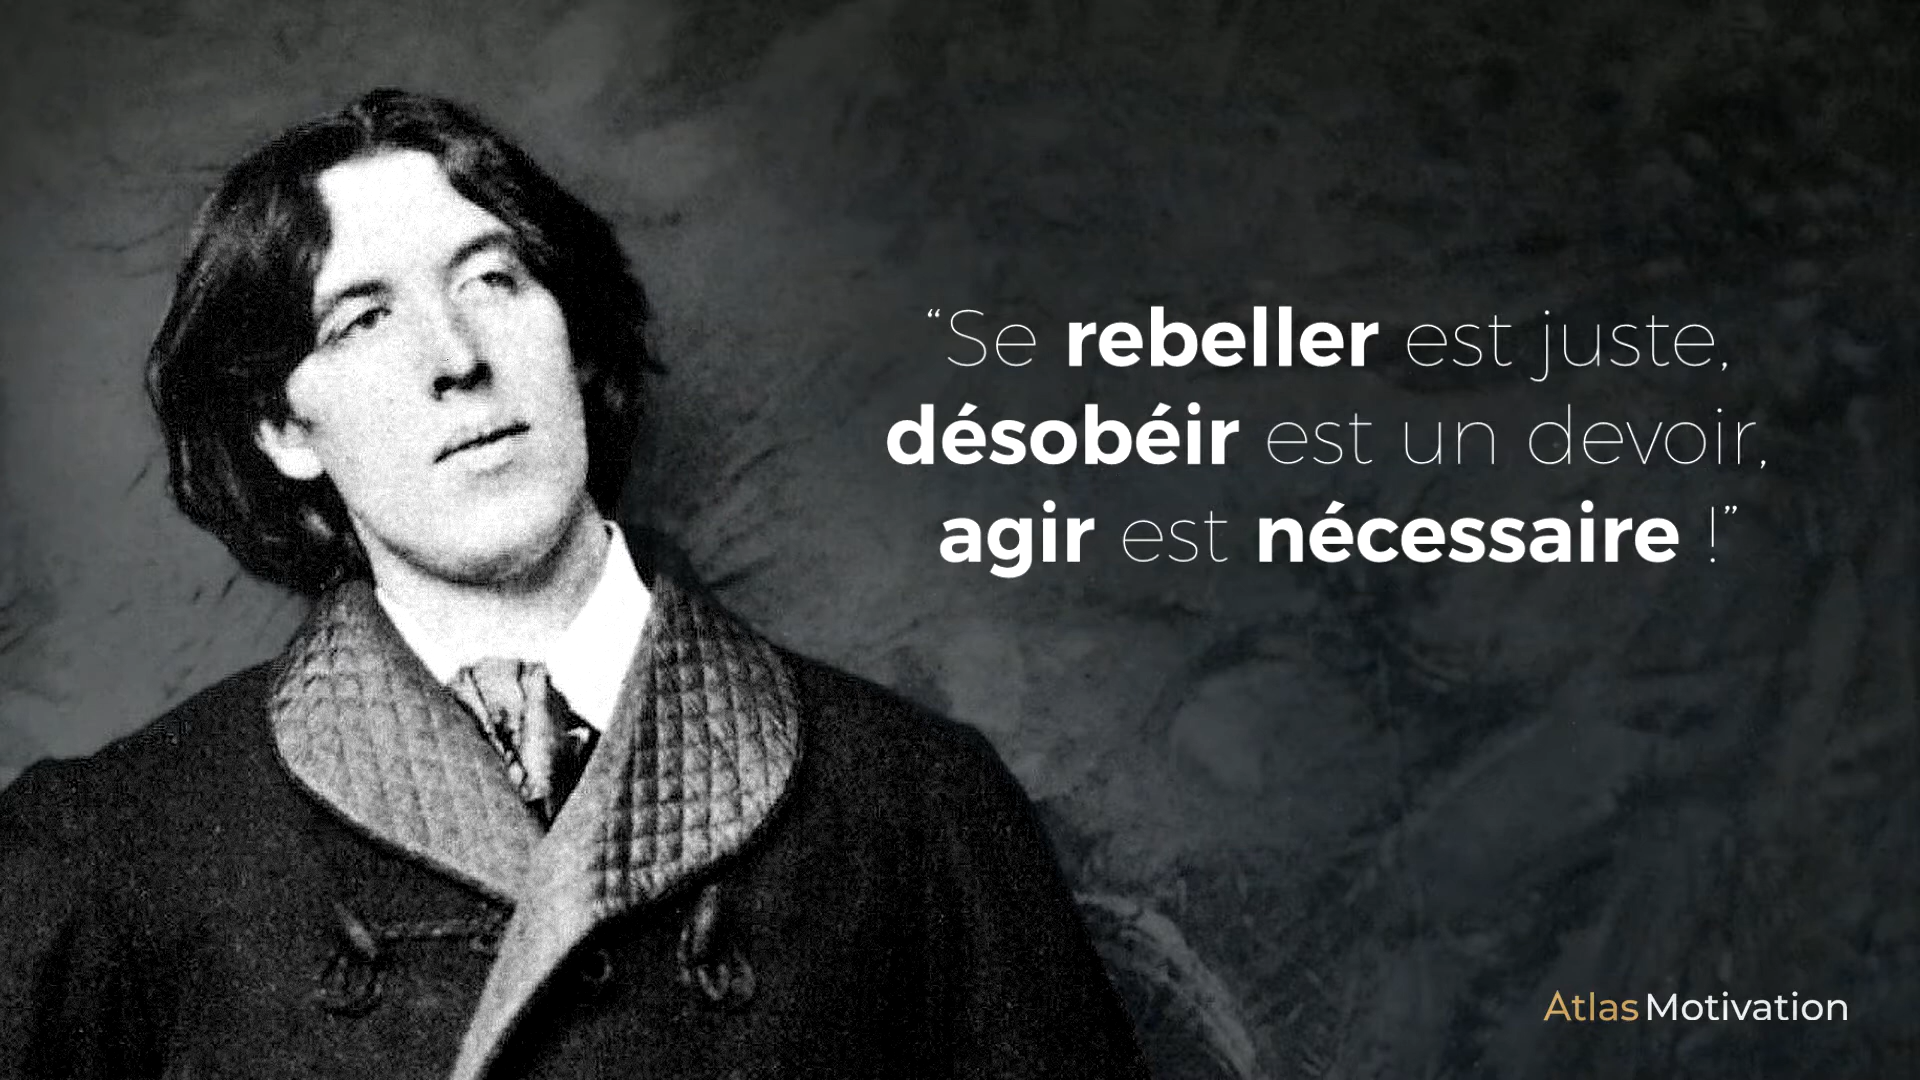 “Se rebeller est juste,
désobéir est un devoir,
agir est nécessaire !”
Atlas Motivation